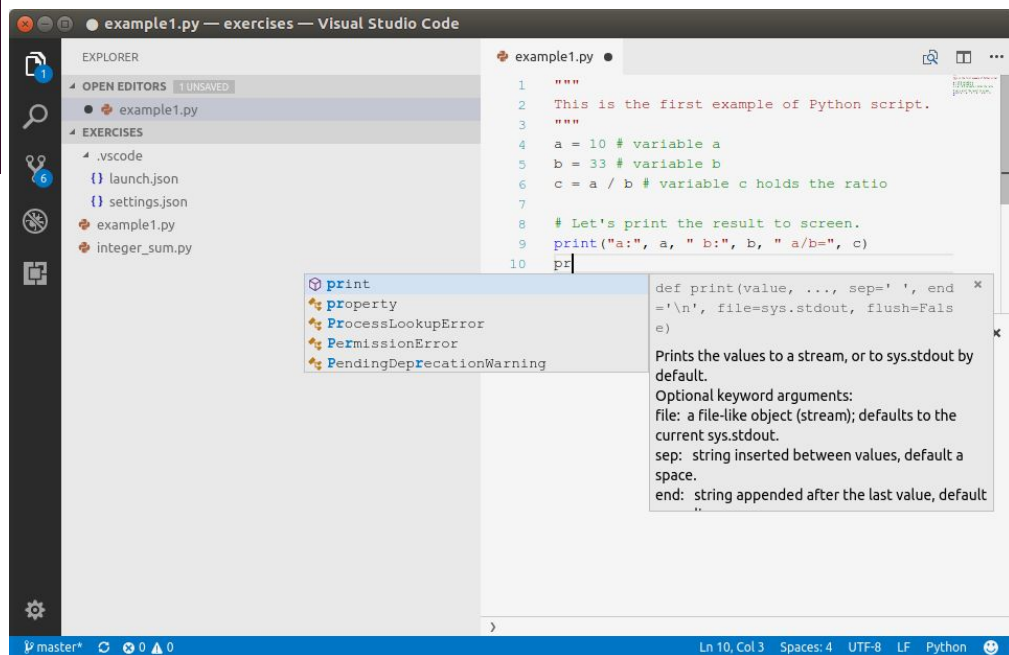 example1.py — exercises — Visual Studio Code
EXPLORER
OPEN EDITORS 1 UNSAVED
example1.py
EXERCISES
.vscode
{} launch.json
{} settings.json
example1.py
integer_sum.py
1
6
example1.py
1 """
2 This is the first example of Python script.
3 """
4 a = 10 # variable a
5 b = 33 # variable b
6 c = a / b # variable c holds the ratio
7
8 # Let's print the result to screen.
9 print("a:", a, " b:", b, " a/b=", c)
10 pr
print
property
ProcessLookupError
PermissionError
PendingDeprecationWarning
def print(value, ..., sep=' ', end
='\n', file=sys.stdout, flush=Fals
e)
Prints the values to a stream, or to sys.stdout by
default.
Optional keyword arguments:
file: a file-like object (stream); defaults to the
current sys.stdout.
sep: string inserted between values, default a
space.
end: string appended after the last value, default
master* 0 0 Ln 10, Col 3 Spaces: 4 UTF-8 LF Python